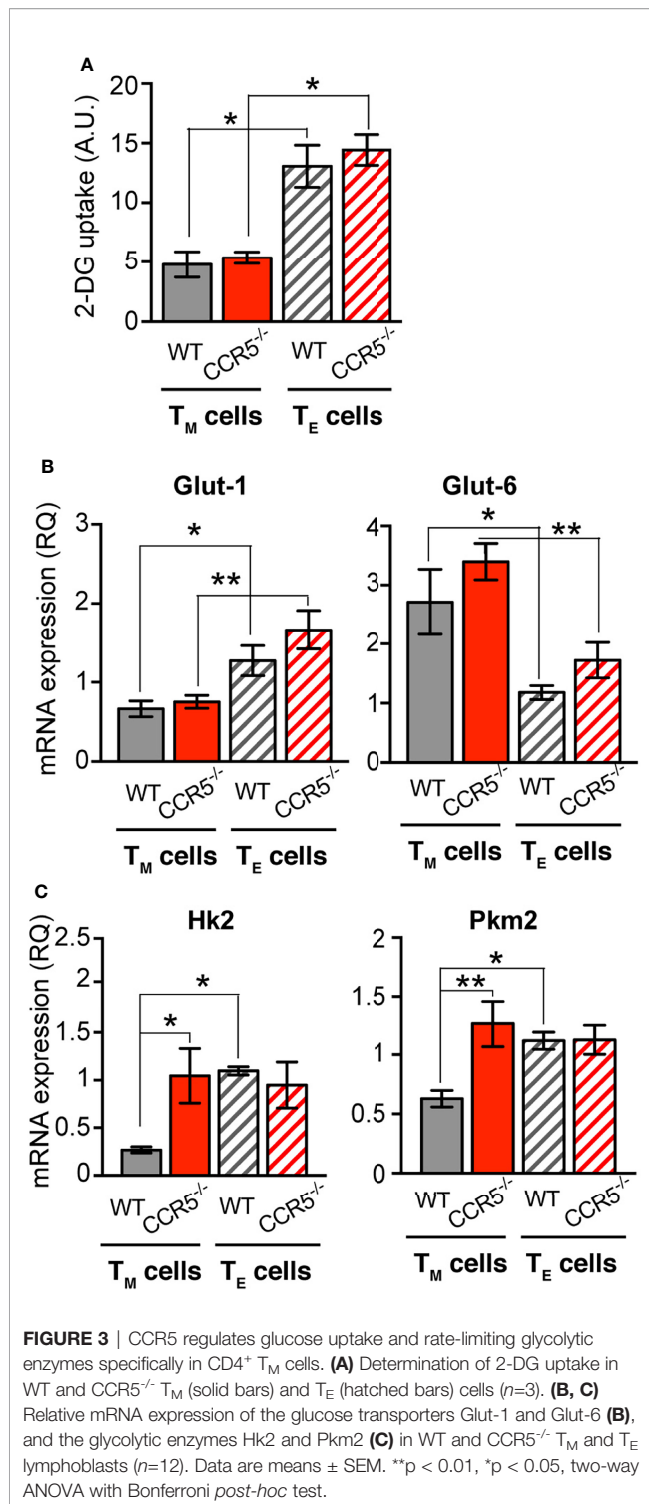 A
2-DG uptake (A.U.)
20
15
10
5
0
*
*
WT
CCR5-/-
WT
CCR5-/-
TM cells
TE cells
B
Glut-1
mRNA expression (RQ)
3
2
1
0
*
**
WT
CCR5-/-
WT
CCR5-/-
TM cells
TE cells
Glut-6
4
3
2
1
0
*
**
WT
CCR5-/-
WT
CCR5-/-
TM cells
TE cells
C
Hk2
mRNA expression (RQ)
2.5
2
1.5
1
0.5
0
*
*
WT
CCR5-/-
WT
CCR5-/-
TM cells
TE cells
Pkm2
2
1.5
1
0.5
0
**
*
WT
CCR5-/-
WT
CCR5-/-
TM cells
TE cells
FIGURE 3 | CCR5 regulates glucose uptake and rate-limiting glycolytic
enzymes specifically in CD4+ TM cells. (A) Determination of 2-DG uptake in
WT and CCR5-/- TM (solid bars) and TE (hatched bars) cells (n=3). (B, C)
Relative mRNA expression of the glucose transporters Glut-1 and Glut-6 (B),
and the glycolytic enzymes Hk2 and Pkm2 (C) in WT and CCR5-/- TM and TE
lymphoblasts (n=12). Data are means ± SEM. **p < 0.01, *p < 0.05, two-way
ANOVA with Bonferroni post-hoc test.